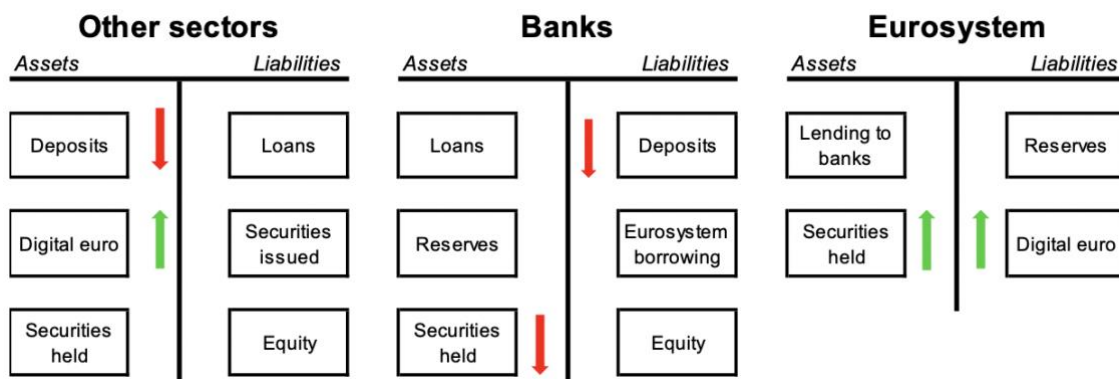 Other sectors
Assets
Liabilities
Deposits
Loans
Digital euro
Securities
issued
Securities
held
Equity
Banks
Assets
Liabilities
Loans
Deposits
Reserves
Eurosystem
borrowing
Securities
held
Equity
Eurosystem
Assets
Liabilities
Lending to
banks
Reserves
Securities
held
Digital euro